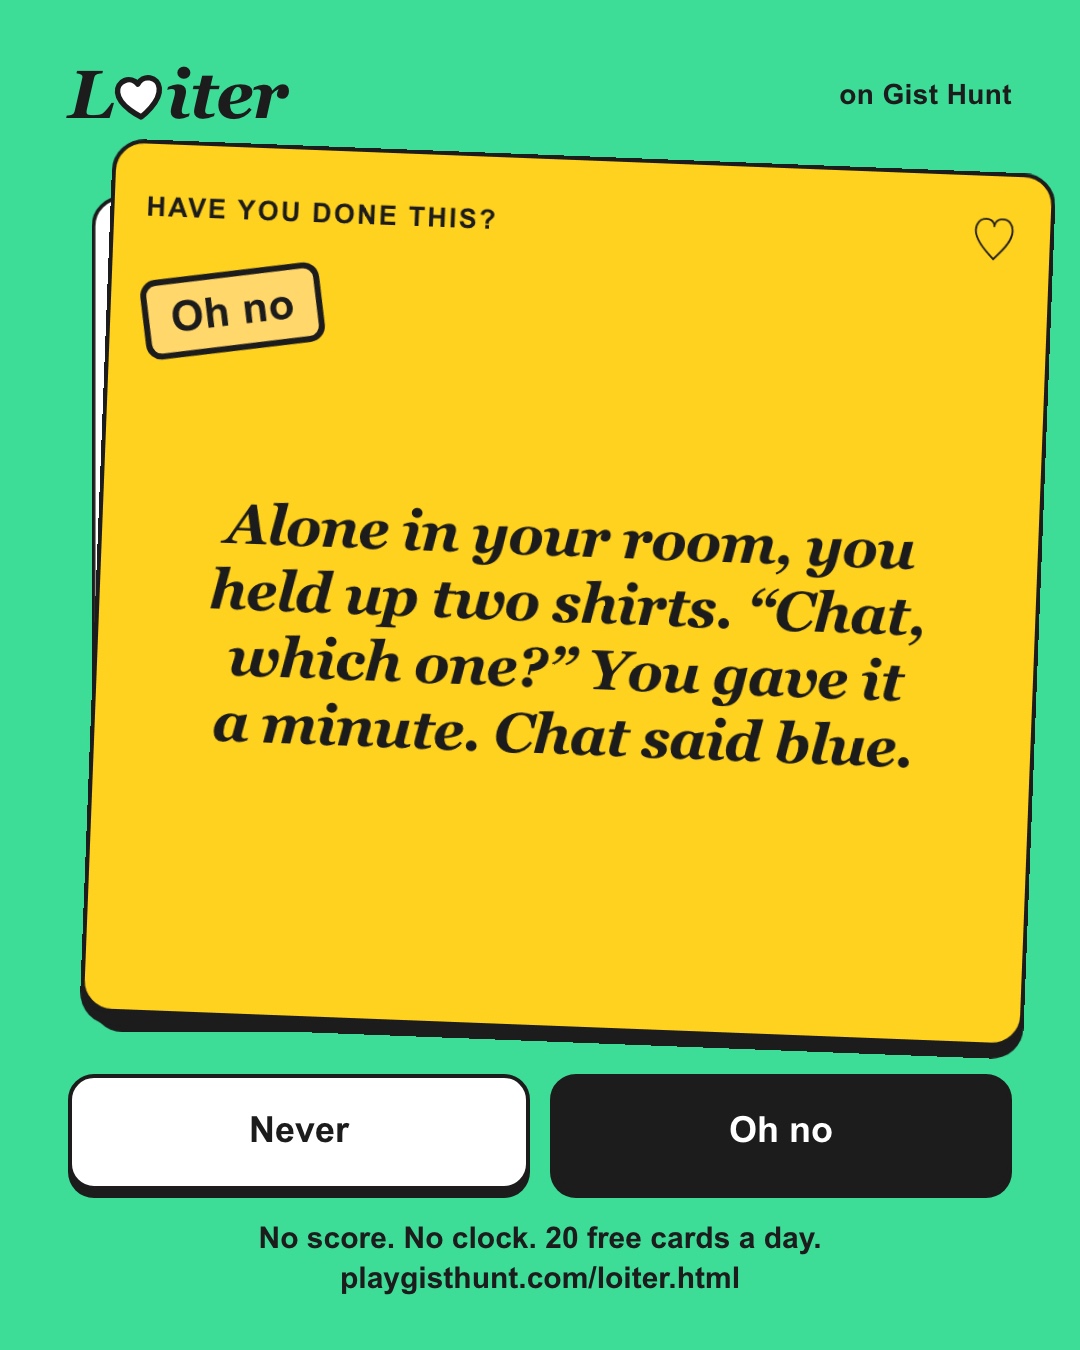 Loiter
on Gist Hunt
HAVE YOU DONE THIS?
Oh no
Alone in your room, you
held up two shirts. “Chat,
which one?” You gave it
a minute. Chat said blue.
Never
Oh no
No score. No clock. 20 free cards a day.
playgisthunt.com/loiter.html